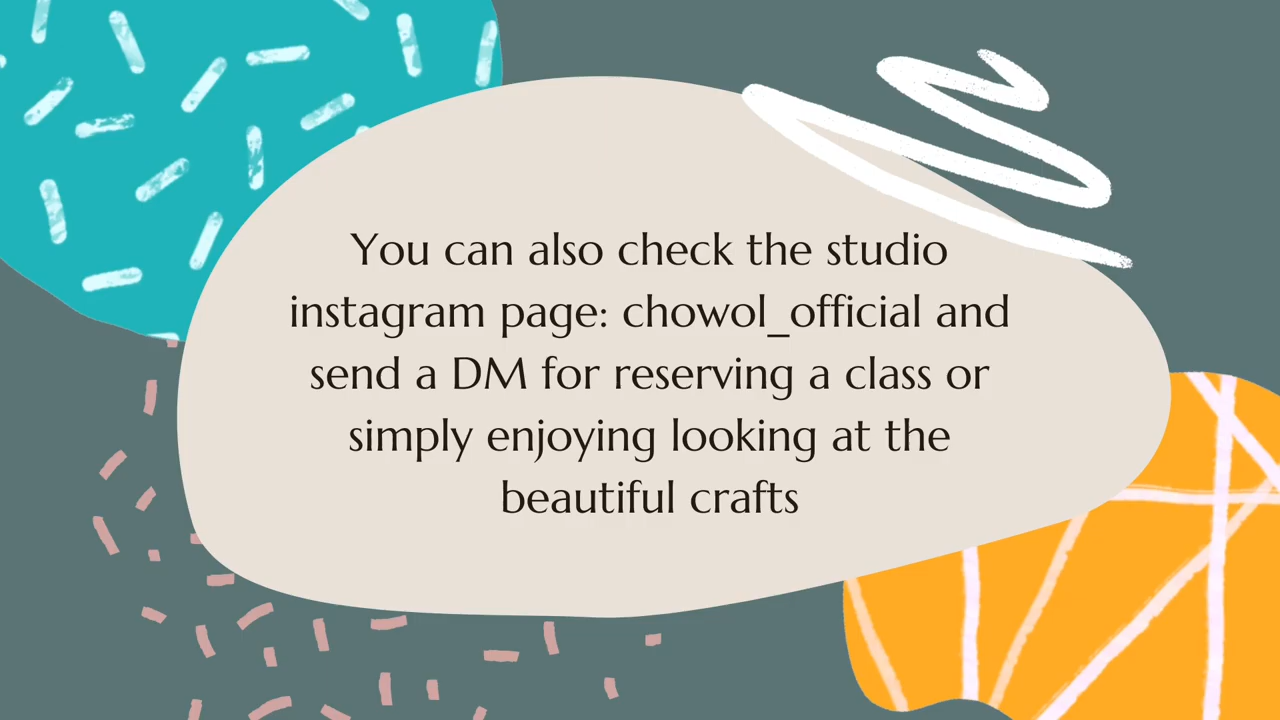 You can also check the studio
instagram page: chowol_official and
send a DM for reserving a class or
simply enjoying looking at the
beautiful crafts